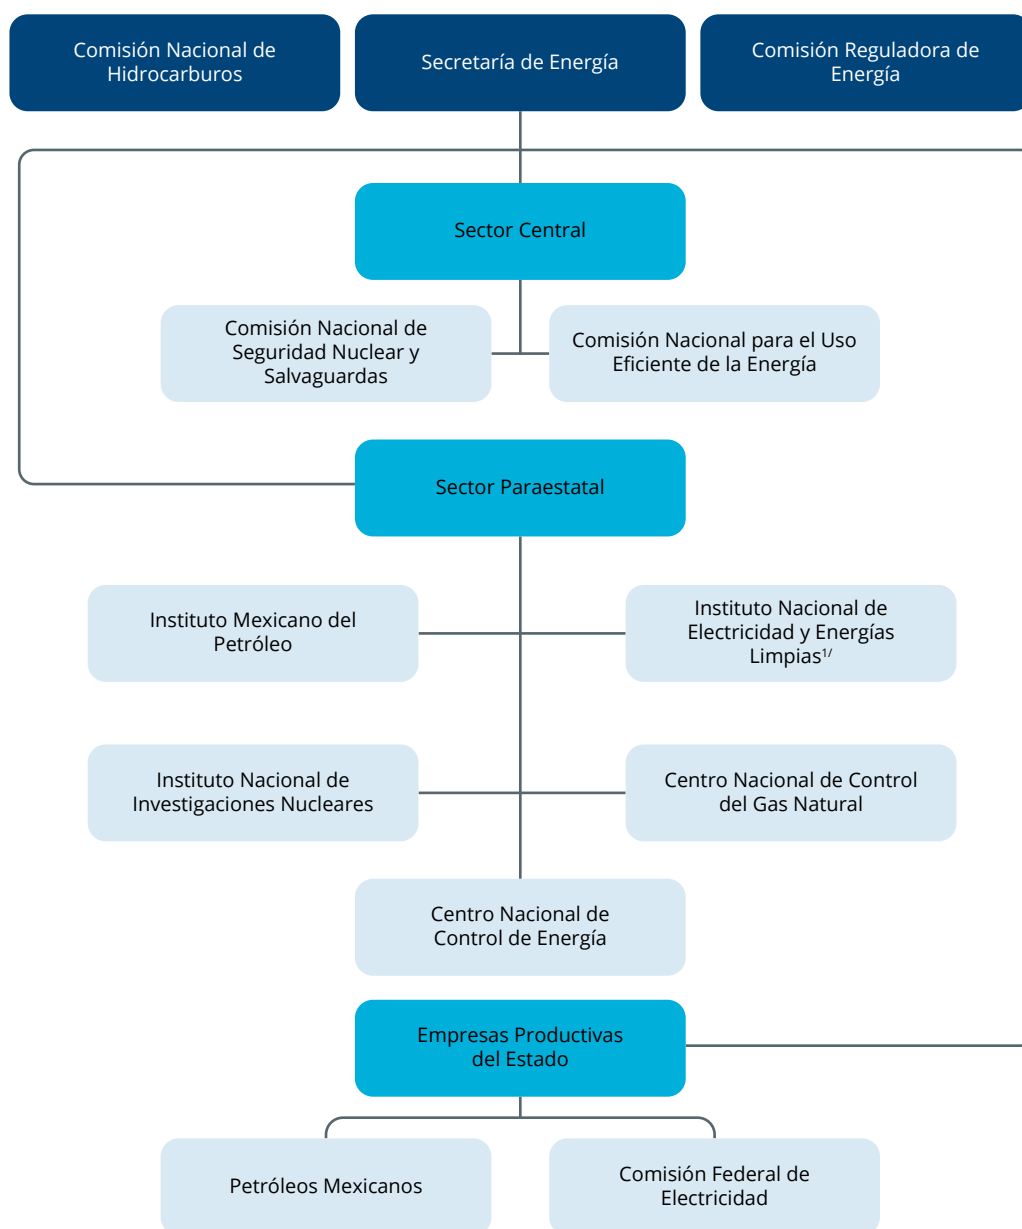 Comisión Nacional de
Hidrocarburos
Secretaría de Energía
Comisión Reguladora de
Energía
Sector Central
Comisión Nacional de
Seguridad Nuclear y
Salvaguardas
Comisión Nacional para el Uso
Eficiente de la Energía
Sector Paraestatal
Instituto Mexicano del
Petróleo
Instituto Nacional de
Electricidad y Energías
Limpias¹/
Instituto Nacional de
Investigaciones Nucleares
Centro Nacional de Control
del Gas Natural
Centro Nacional de
Control de Energía
Empresas Productivas
del Estado
Petróleos Mexicanos
Comisión Federal de
Electricidad